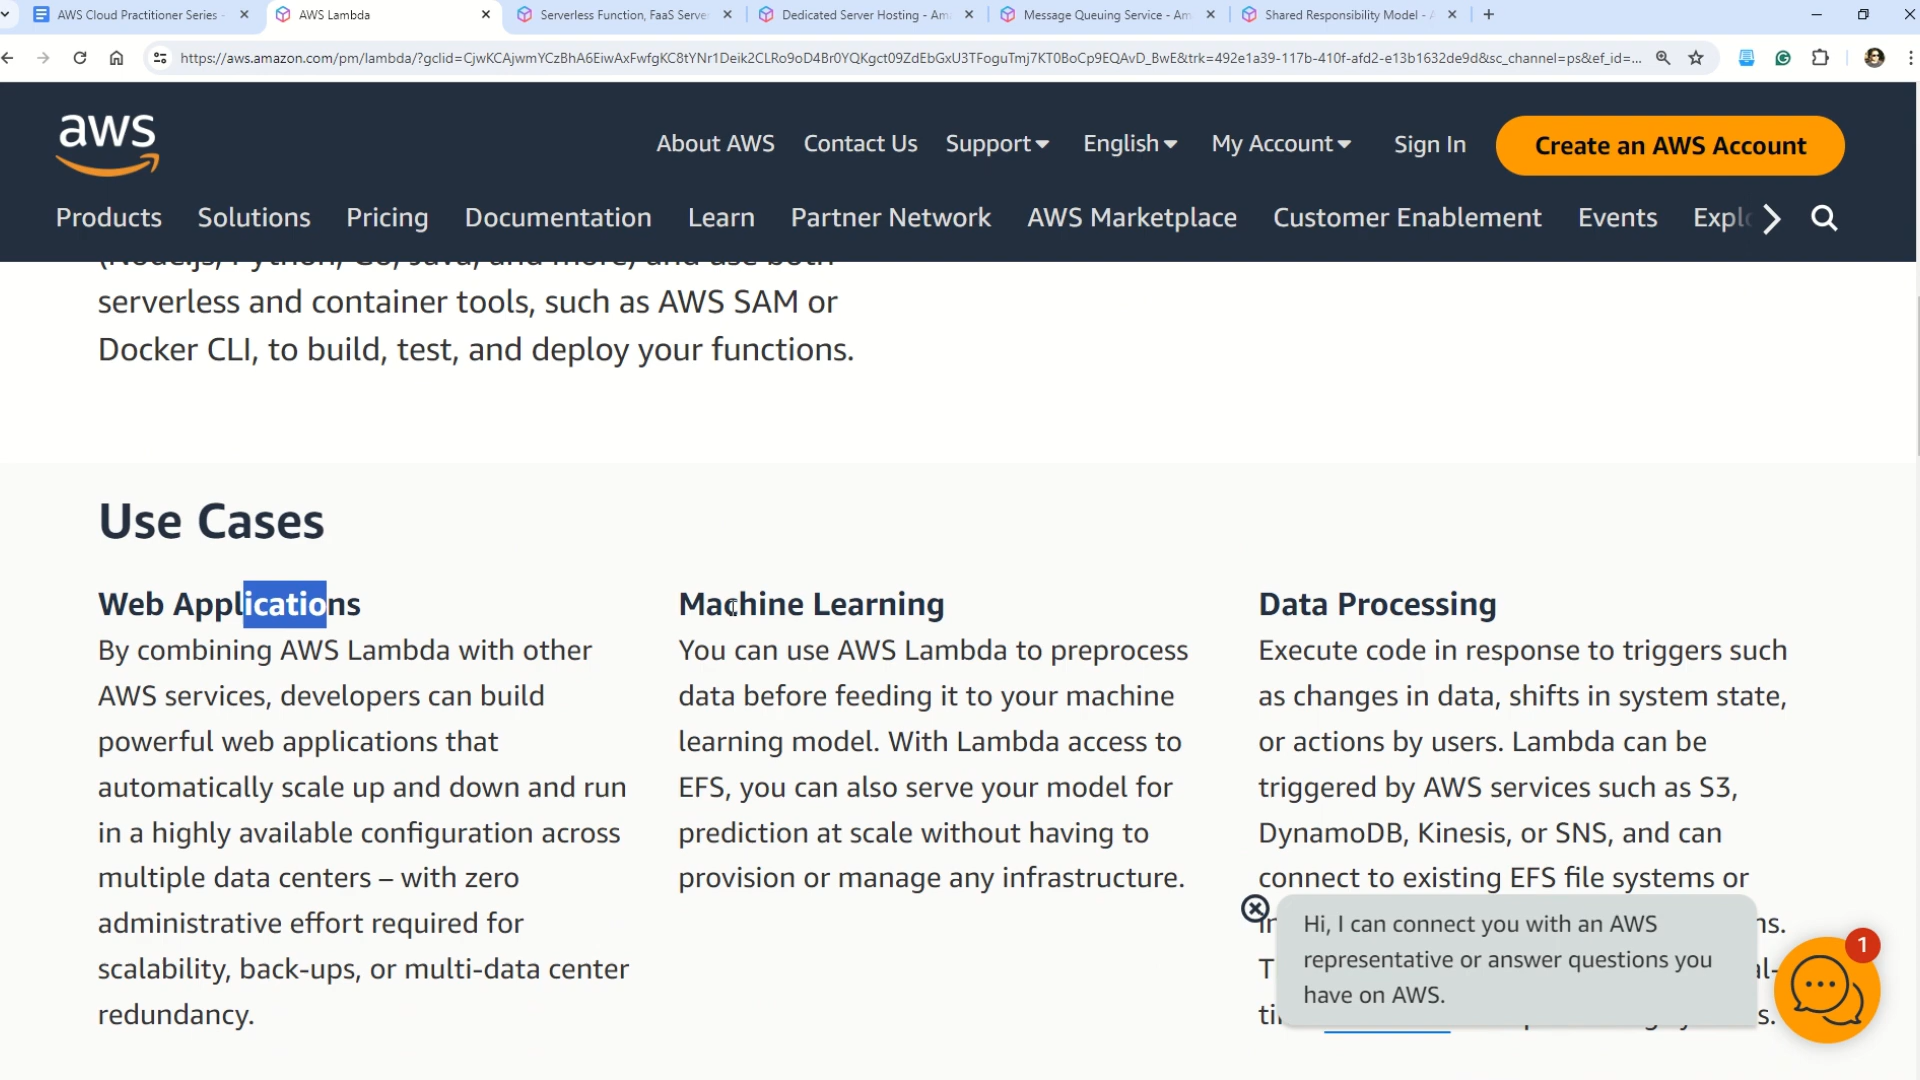 AWS Cloud Practitioner Series -
AWS Lambda
Serverless Function, FaaS Serve
Dedicated Server Hosting - Am
Message Queuing Service - Am
Shared Responsibility Model -
https://aws.amazon.com/pm/lambda/?gclid=CjwKCAjwmYCzBhA6EiwAxFwfgKC8tYNr1Deik2CLRo9oD4Br0YQKgct09ZdEbGxU3TFoguTmj7KT0BoCp9EQAvD_BwE&trk=492e1a39-117b-410f-afd2-e13b1632de9d&sc_channel=ps&ef_id=...
aws
About AWS Contact Us Support English My Account Sign In Create an AWS Account
Products Solutions Pricing Documentation Learn Partner Network AWS Marketplace Customer Enablement Events Explo
(Node.js, Python, Go, Java, and more) and use both
serverless and container tools, such as AWS SAM or
Docker CLI, to build, test, and deploy your functions.
Use Cases
Web Applications
By combining AWS Lambda with other
AWS services, developers can build
powerful web applications that
automatically scale up and down and run
in a highly available configuration across
multiple data centers – with zero
administrative effort required for
scalability, back-ups, or multi-data center
redundancy.
Machine Learning
You can use AWS Lambda to preprocess
data before feeding it to your machine
learning model. With Lambda access to
EFS, you can also serve your model for
prediction at scale without having to
provision or manage any infrastructure.
Data Processing
Execute code in response to triggers such
as changes in data, shifts in system state,
or actions by users. Lambda can be
triggered by AWS services such as S3,
DynamoDB, Kinesis, or SNS, and can
connect to existing EFS file systems or
Hi, I can connect you with an AWS
representative or answer questions you
have on AWS.
1